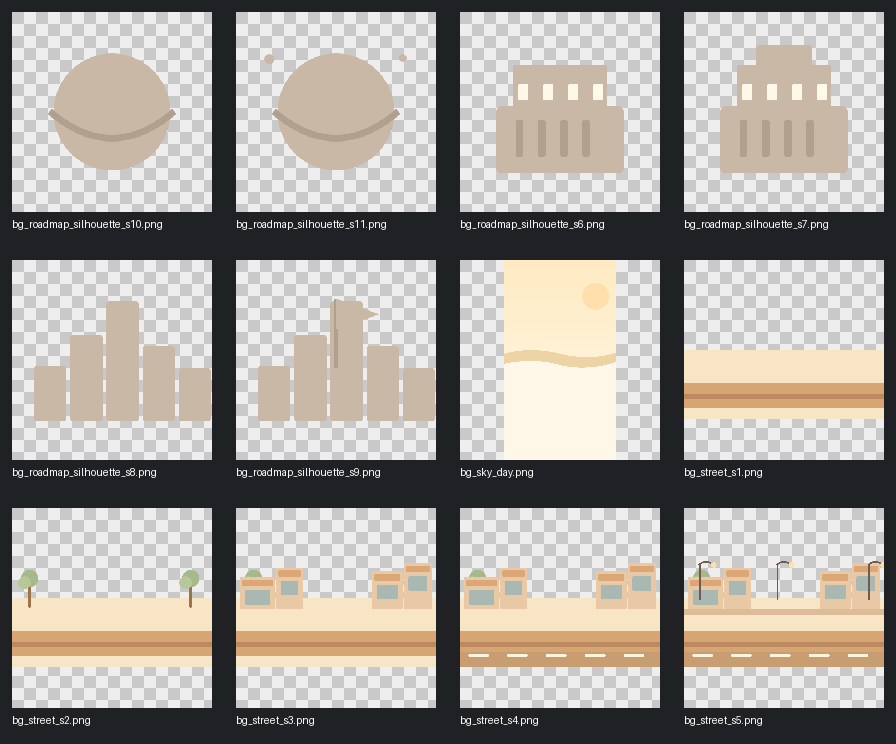 bg_roadmap_silhouette_s10.png
bg_roadmap_silhouette_s11.png
bg_roadmap_silhouette_s6.png
bg_roadmap_silhouette_s7.png
bg_roadmap_silhouette_s8.png
bg_roadmap_silhouette_s9.png
bg_sky_day.png
bg_street_s1.png
bg_street_s2.png
bg_street_s3.png
bg_street_s4.png
bg_street_s5.png